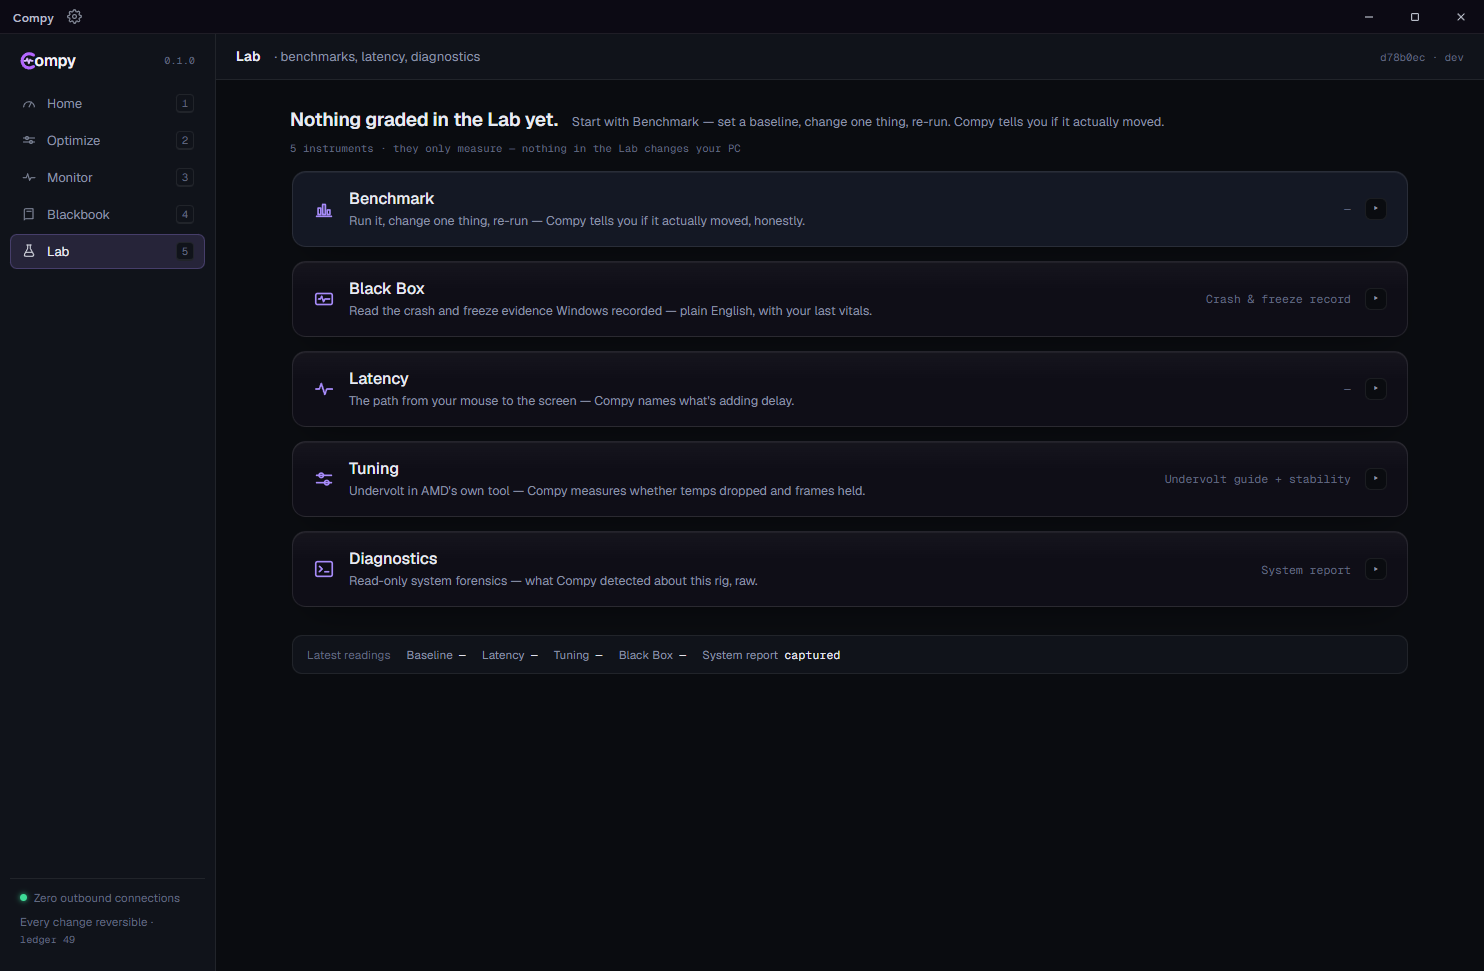 Compy
Compy 0.1.0
Home 1
Optimize 2
Monitor 3
Blackbook 4
Lab 5
Lab · benchmarks, latency, diagnostics
d78b0ec · dev
Nothing graded in the Lab yet. Start with Benchmark — set a baseline, change one thing, re-run. Compy tells you if it actually moved.
5 instruments · they only measure — nothing in the Lab changes your PC
Benchmark
Run it, change one thing, re-run — Compy tells you if it actually moved, honestly.
—
Black Box
Read the crash and freeze evidence Windows recorded — plain English, with your last vitals.
Crash & freeze record
Latency
The path from your mouse to the screen — Compy names what's adding delay.
—
Tuning
Undervolt in AMD's own tool — Compy measures whether temps dropped and frames held.
Undervolt guide + stability
Diagnostics
Read-only system forensics — what Compy detected about this rig, raw.
System report
Latest readings Baseline — Latency — Tuning — Black Box — System report captured
Zero outbound connections
Every change reversible ·
ledger 49